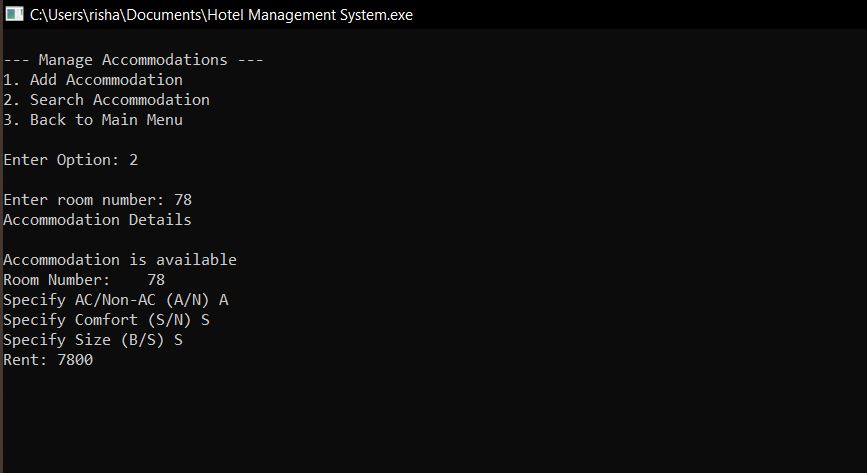 C:\Users\risha\Documents\Hotel Management System.exe
--- Manage Accommodations ---
1. Add Accommodation
2. Search Accommodation
3. Back to Main Menu
Enter Option: 2
Enter room number: 78
Accommodation Details
Accommodation is available
Room Number:    78
Specify AC/Non-AC (A/N) A
Specify Comfort (S/N) S
Specify Size (B/S) S
Rent: 7800